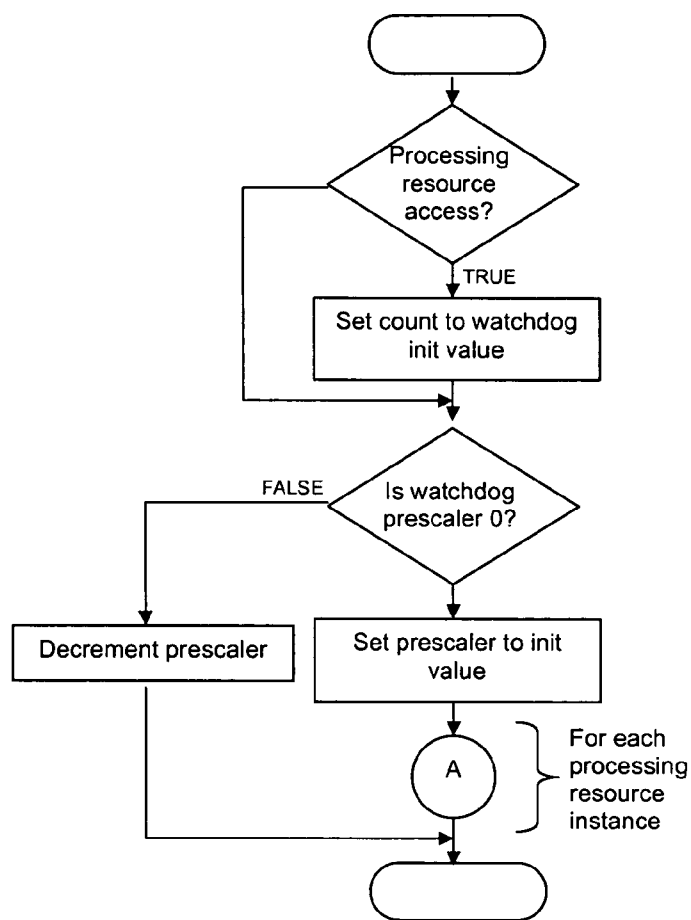 Processing
resource
access?
TRUE
Set count to watchdog
init value
FALSE
Is watchdog
prescaler 0?
Decrement prescaler
Set prescaler to init
value
A
For each
processing
resource
instance